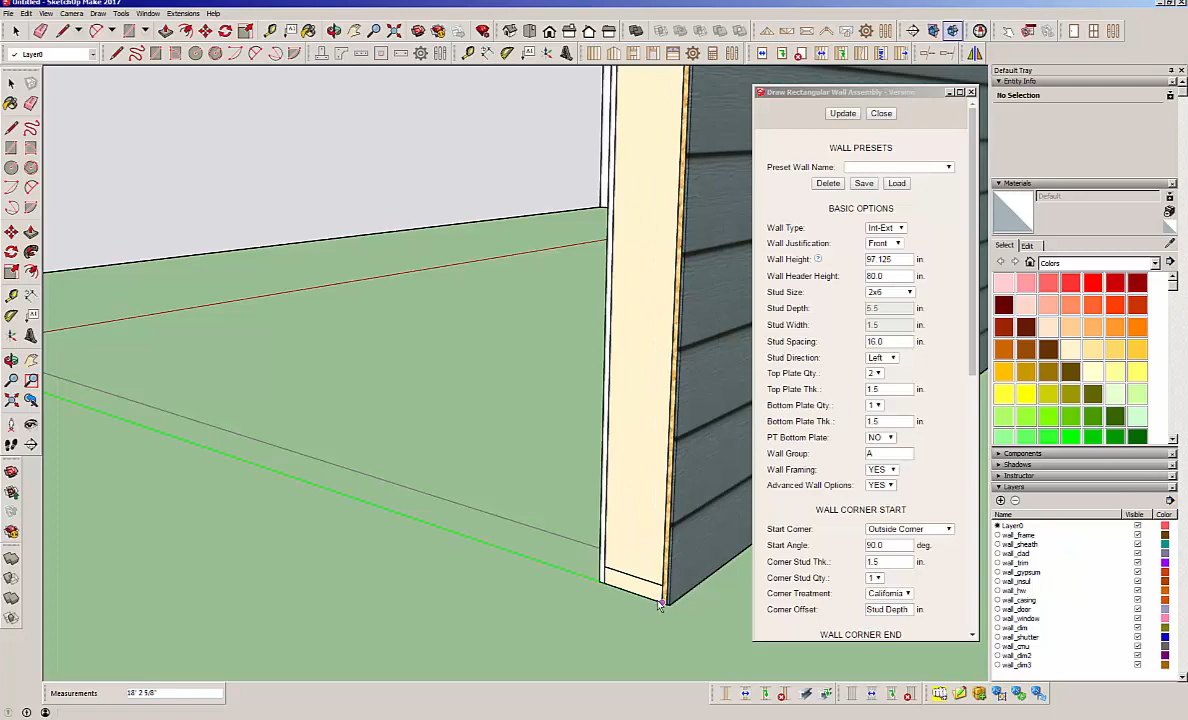 Untitled - SketchUp Make 2017
File Edit View Camera Draw Tools Window Extensions Help
Layer0
Draw Rectangular Wall Assembly -
Update Close
WALL PRESETS
Preset Wall Name:
Delete Save Load
BASIC OPTIONS
Wall Type: Int-Ext
Wall Justification: Front
Wall Height: 97.125 in.
Wall Header Height: 80.0 in.
Stud Size: 2x6
Stud Depth: 5.5 in.
Stud Width: 1.5 in.
Stud Spacing: 16.0 in.
Stud Direction: Left
Top Plate Qty.: 2
Top Plate Thk.: 1.5 in.
Bottom Plate Qty.: 1
Bottom Plate Thk.: 1.5 in.
PT Bottom Plate: NO
Wall Group: A
Wall Framing: YES
Advanced Wall Options: YES
WALL CORNER START
Start Corner: Outside Corner
Start Angle: 90.0 deg.
Corner Stud Thk.: 1.5 in.
Corner Stud Qty.: 1
Corner Treatment: California
Corner Offset: Stud Depth in.
WALL CORNER END
Default Tray
Entity Info
No Selection
Materials
Default
Select Edit
Colors
Components
Shadows
Instructor
Layers
Name Visible Color
Layer0
wall_frame
wall_sheath
wall_clad
wall_trim
wall_gypsum
wall_insul
wall_hw
wall_casing
wall_door
wall_window
wall_dim
wall_shutter
wall_cmu
wall_dim2
wall_dim3
Measurements 18' 2 5/8"